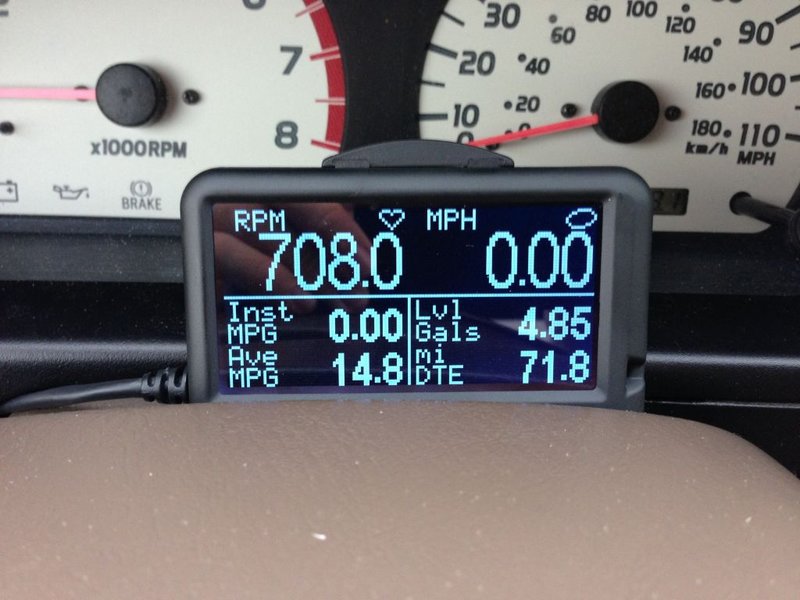 30
60
80
100
120
90
7
20
40
140
160
100
10
20
0
0
8
180
110
x1000RPM
km/h
MPH
BRAKE
RPM MPH
708.0 0.00
Inst MPG 0.00
Lvl Gals 4.85
Ave MPG 14.8
mi DTE 71.8